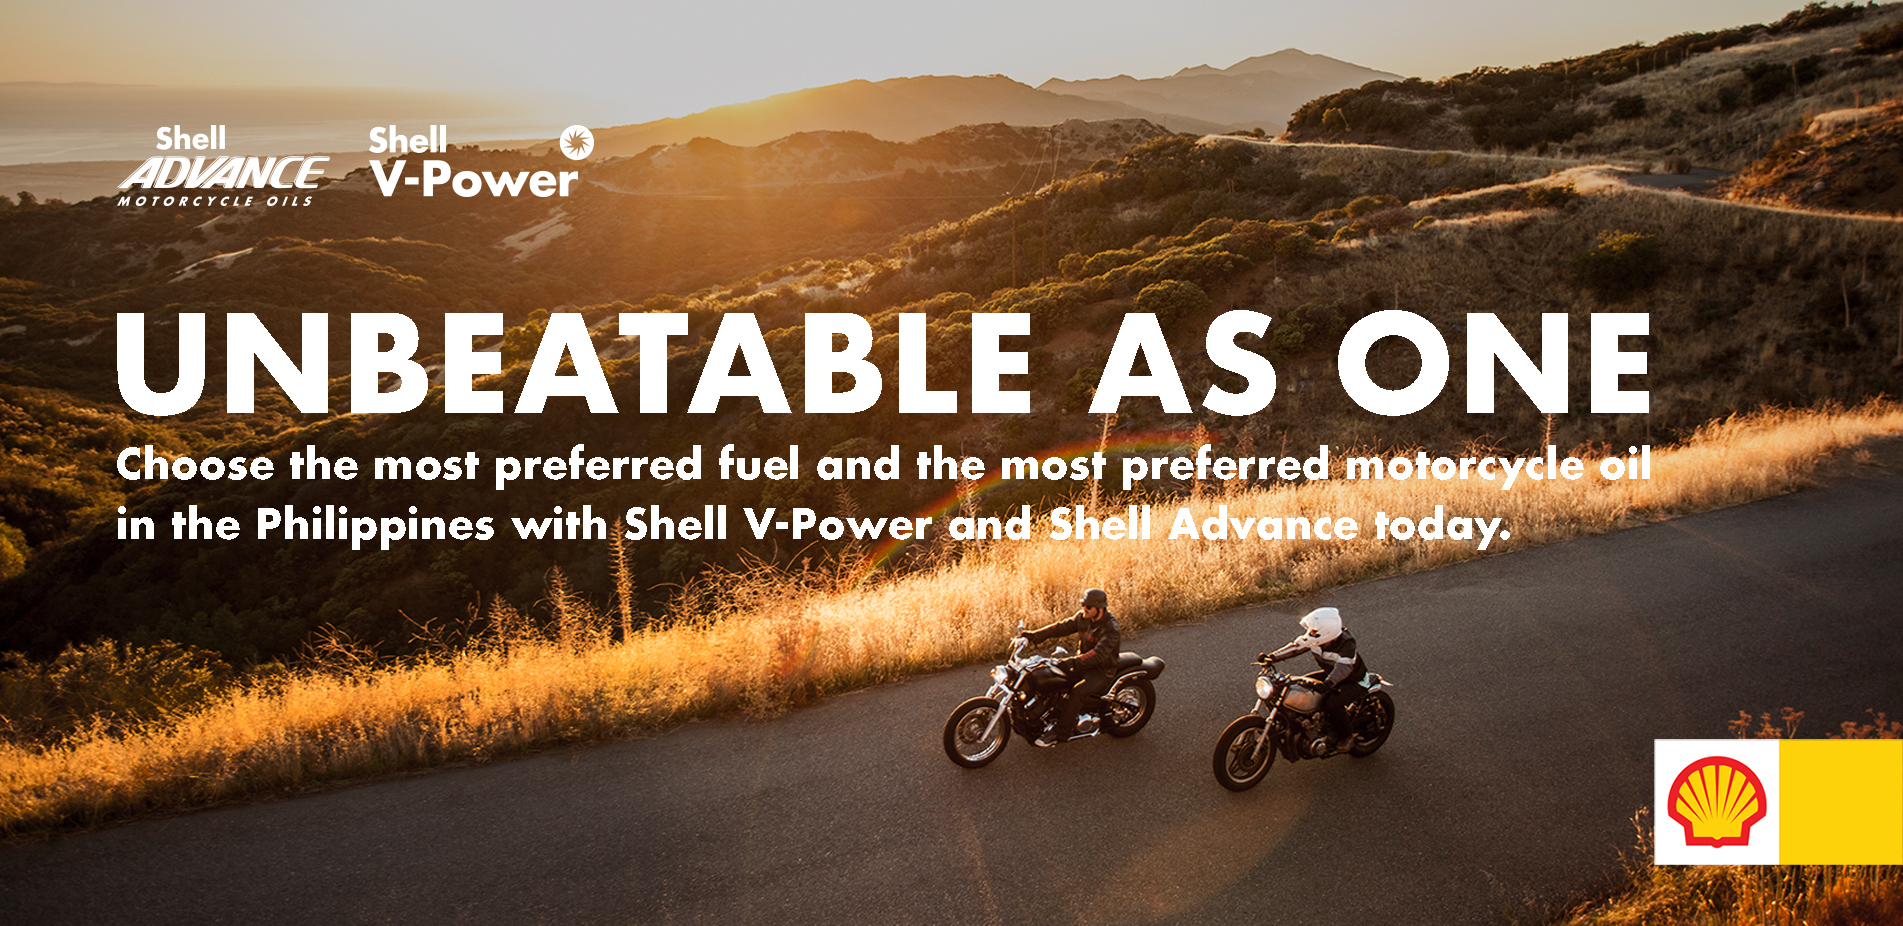 Shell
ADVANCE
MOTORCYCLE OILS
Shell
V-Power
UNBEATABLE AS ONE
Choose the most preferred fuel and the most preferred motorcycle oil
in the Philippines with Shell V-Power and Shell Advance today.